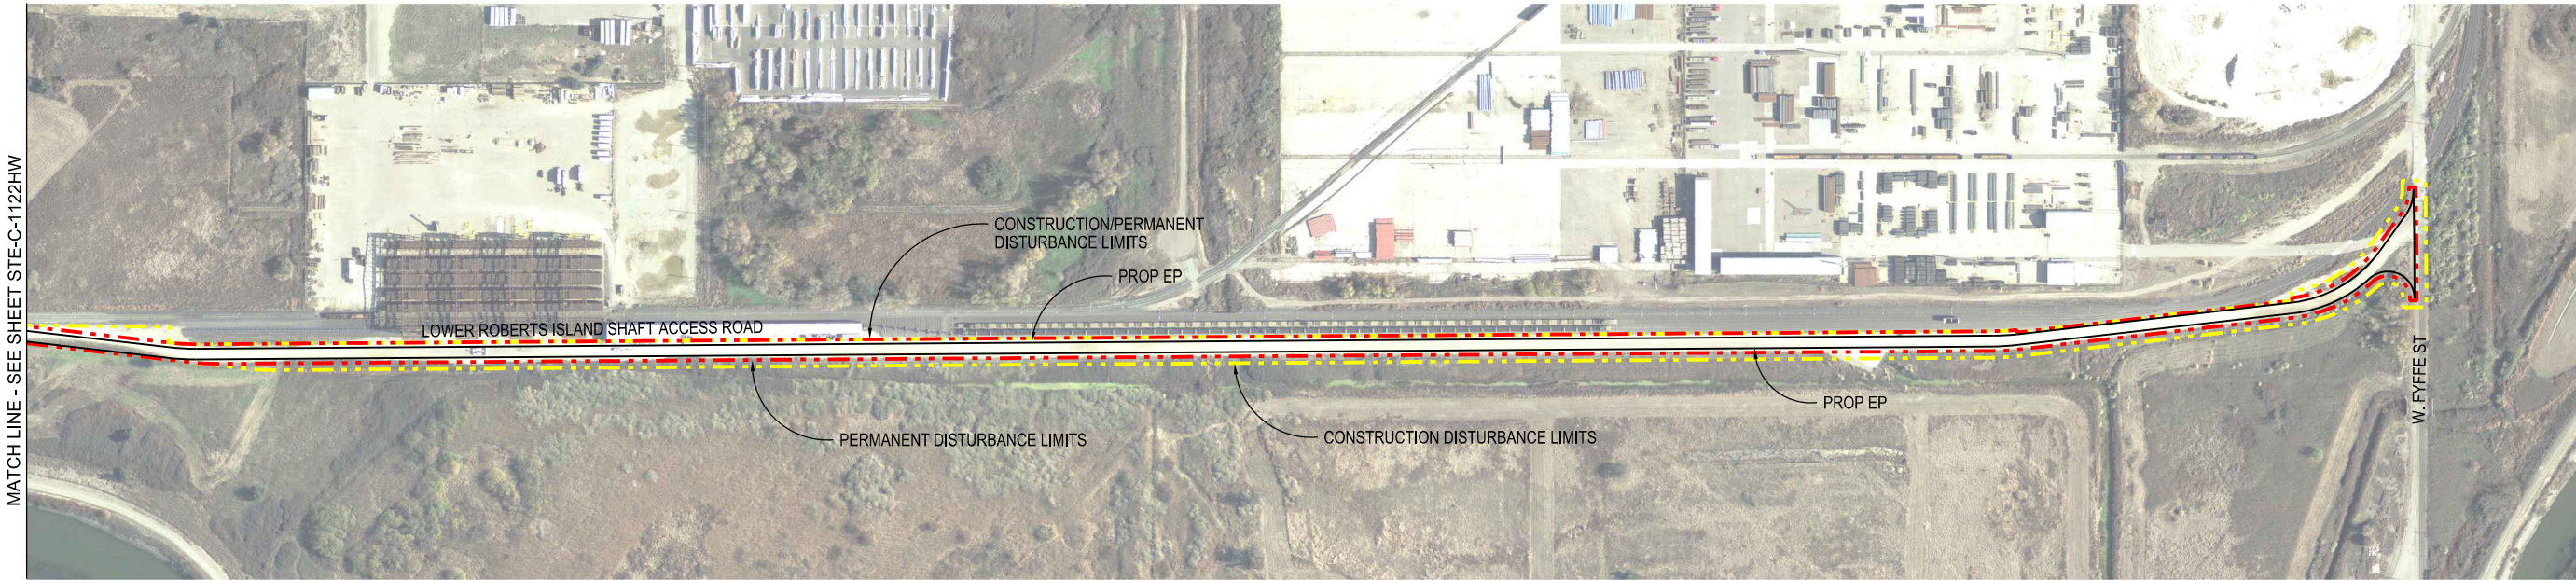 MATCH LINE - SEE SHEET STE-C-1122HW
CONSTRUCTION/PERMANENT
DISTURBANCE LIMITS
PROP EP
LOWER ROBERTS ISLAND SHAFT ACCESS ROAD
PERMANENT DISTURBANCE LIMITS
CONSTRUCTION DISTURBANCE LIMITS
PROP EP
W. FYFFE ST